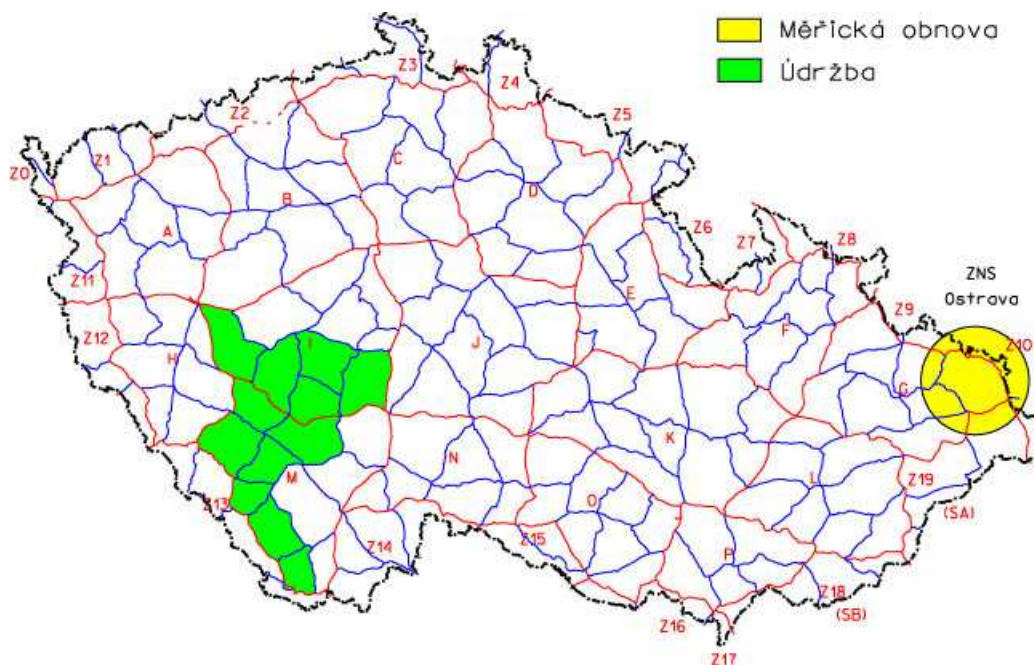 Měřická obnova
Údržba
Z3
Z4
Z2
Z5
Z1
Z0
C
D
B
A
Z6
Z7
Z8
ZNS
Ostrava
Z11
E
Z9
F
Z12
I
J
Z10
H
G
K
N
M
L
Z19
(SA)
Z13
O
Z14
Z15
P
Z18
(SB)
Z16
Z17